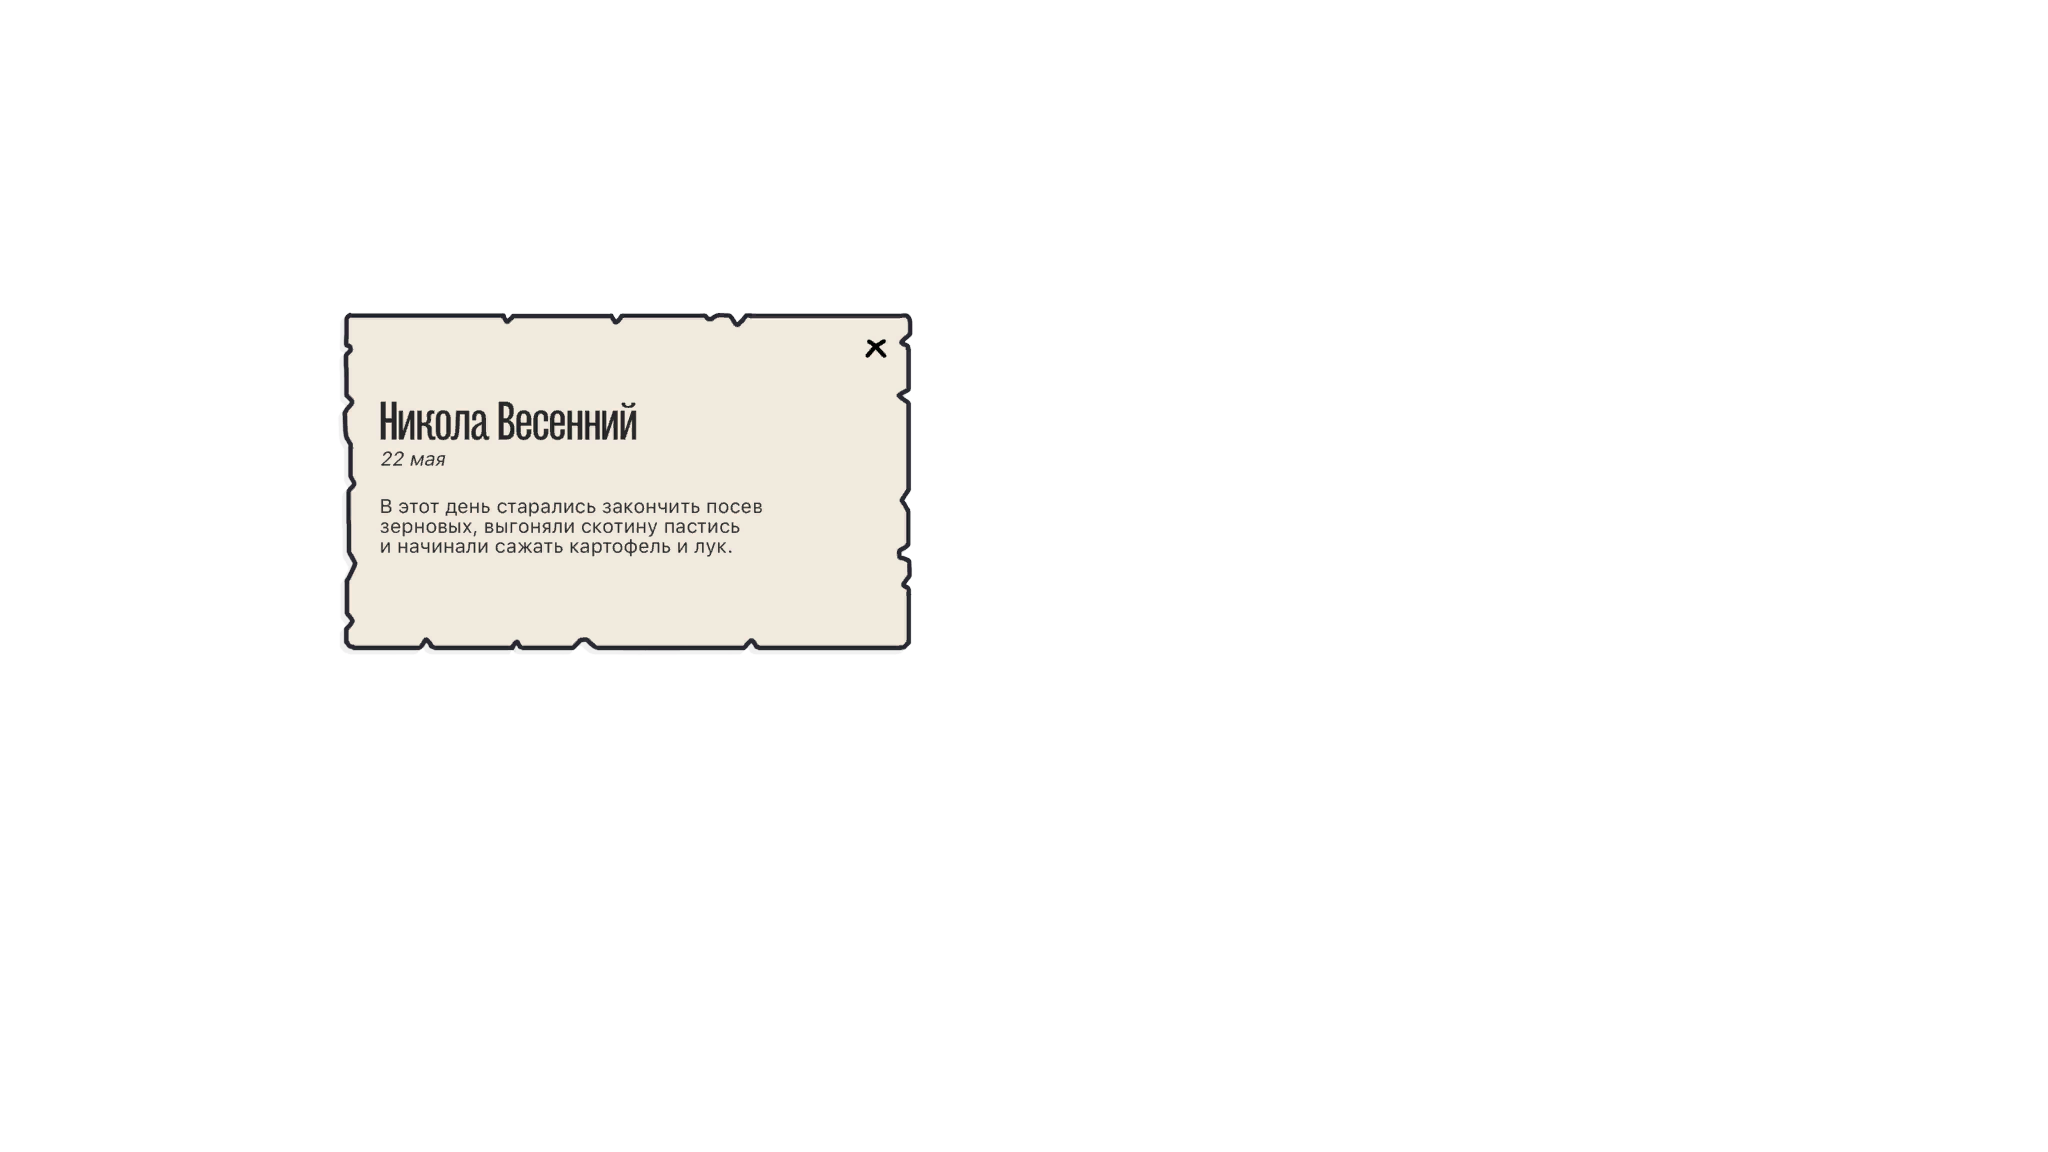 Никола Весенний
22 мая
В этот день старались закончить посев
зерновых, выгоняли скотину пастись
и начинали сажать картофель и лук.